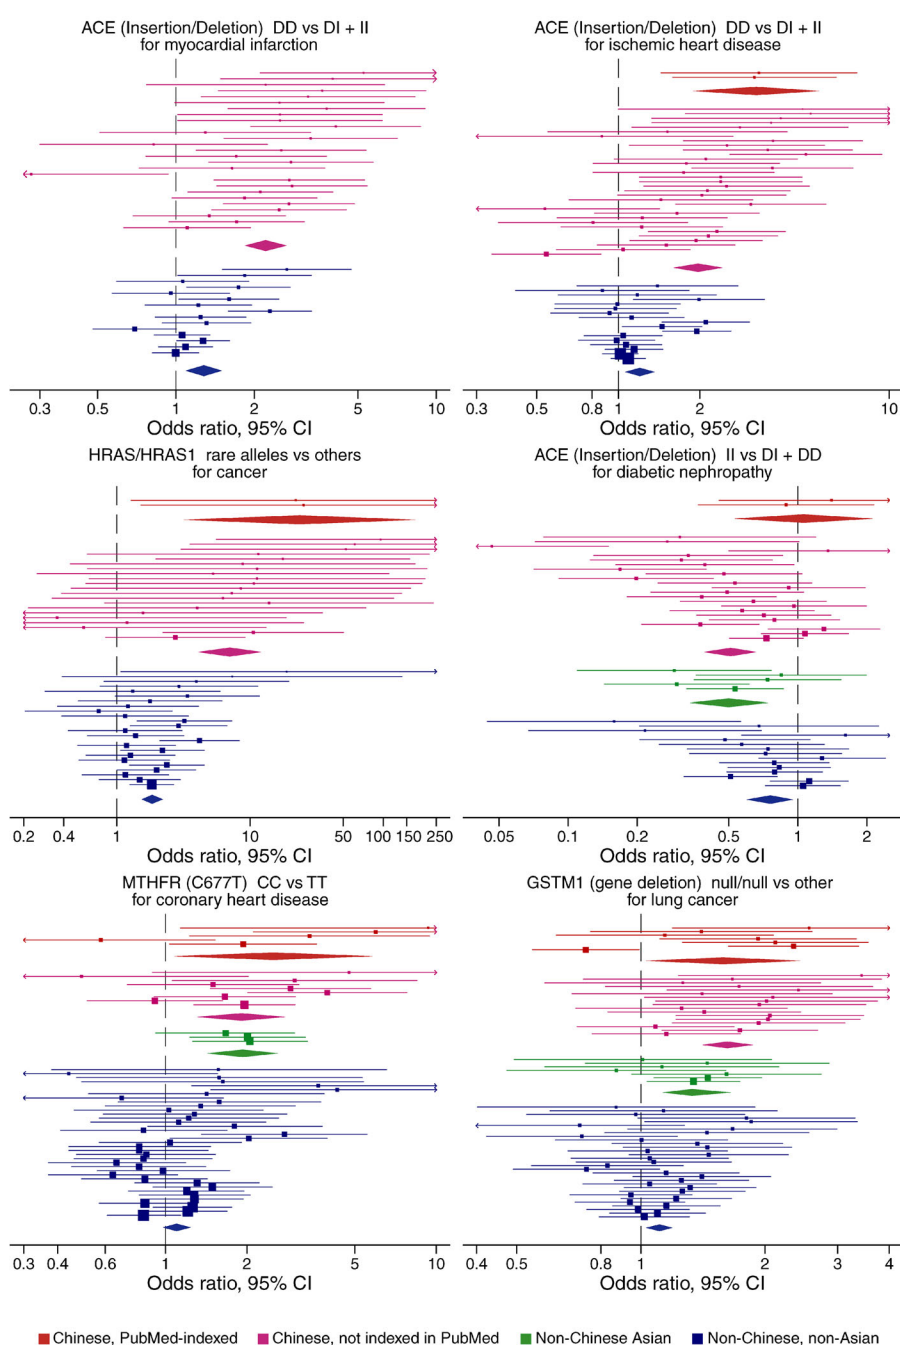 ACE (Insertion/Deletion)  DD vs DI + II
for myocardial infarction
0.3 0.5 1 2 5 10
Odds ratio, 95% CI
ACE (Insertion/Deletion)  DD vs DI + II
for ischemic heart disease
0.3 0.5 0.8 1 2 10
Odds ratio, 95% CI
HRAS/HRAS1  rare alleles vs others
for cancer
0.2 0.4 1 10 50 100 150 250
Odds ratio, 95% CI
ACE (Insertion/Deletion)  II vs DI + DD
for diabetic nephropathy
0.05 0.1 0.2 0.5 1 2
Odds ratio, 95% CI
MTHFR (C677T)  CC vs TT
for coronary heart disease
0.3 0.4 0.6 1 2 5 10
Odds ratio, 95% CI
GSTM1 (gene deletion)  null/null vs other
for lung cancer
0.4 0.5 0.8 1 2 3 4
Odds ratio, 95% CI
Chinese, PubMed-indexed Chinese, not indexed in PubMed Non-Chinese Asian Non-Chinese, non-Asian